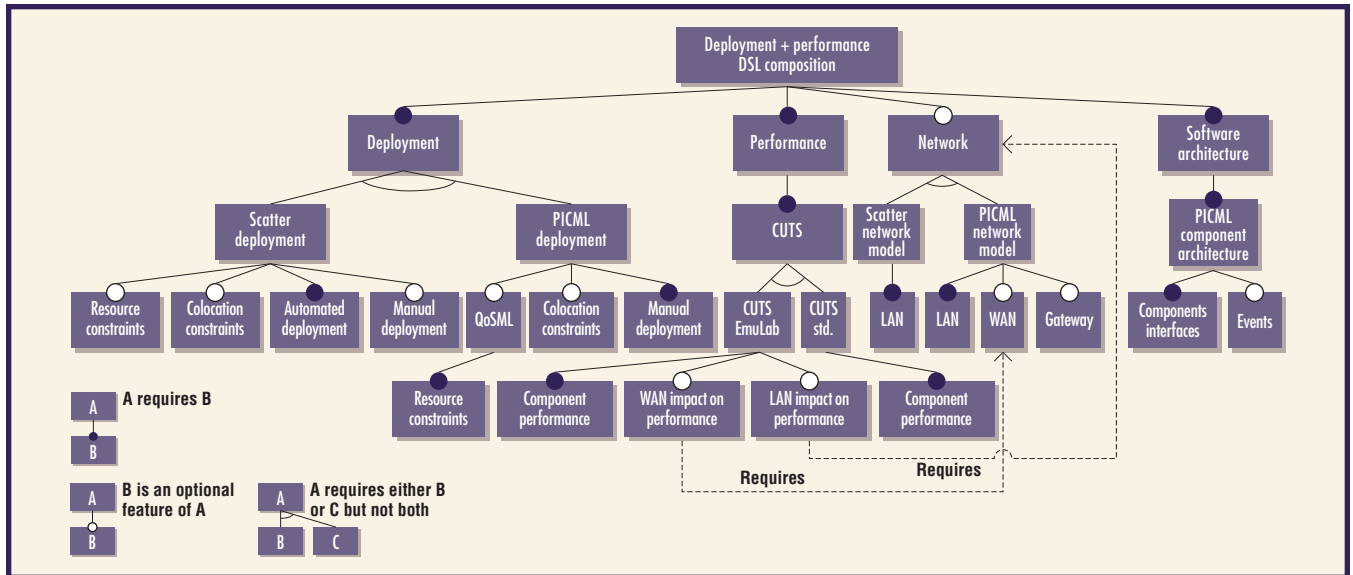 Deployment + performance
DSL composition
Deployment
Performance
Network
Software
architecture
Scatter
deployment
PICML
deployment
CUTS
Scatter
network
model
PICML
network
model
PICML
component
architecture
Resource
constraints
Colocation
constraints
Automated
deployment
Manual
deployment
QoSML
Colocation
constraints
Manual
deployment
CUTS
EmuLab
CUTS
std.
LAN
LAN
WAN
Gateway
Components
interfaces
Events
Resource
constraints
Component
performance
WAN impact on
performance
LAN impact on
performance
Component
performance
A
A requires B
B
Requires
Requires
A
B is an optional
feature of A
B
A
A requires either B
or C but not both
B
C